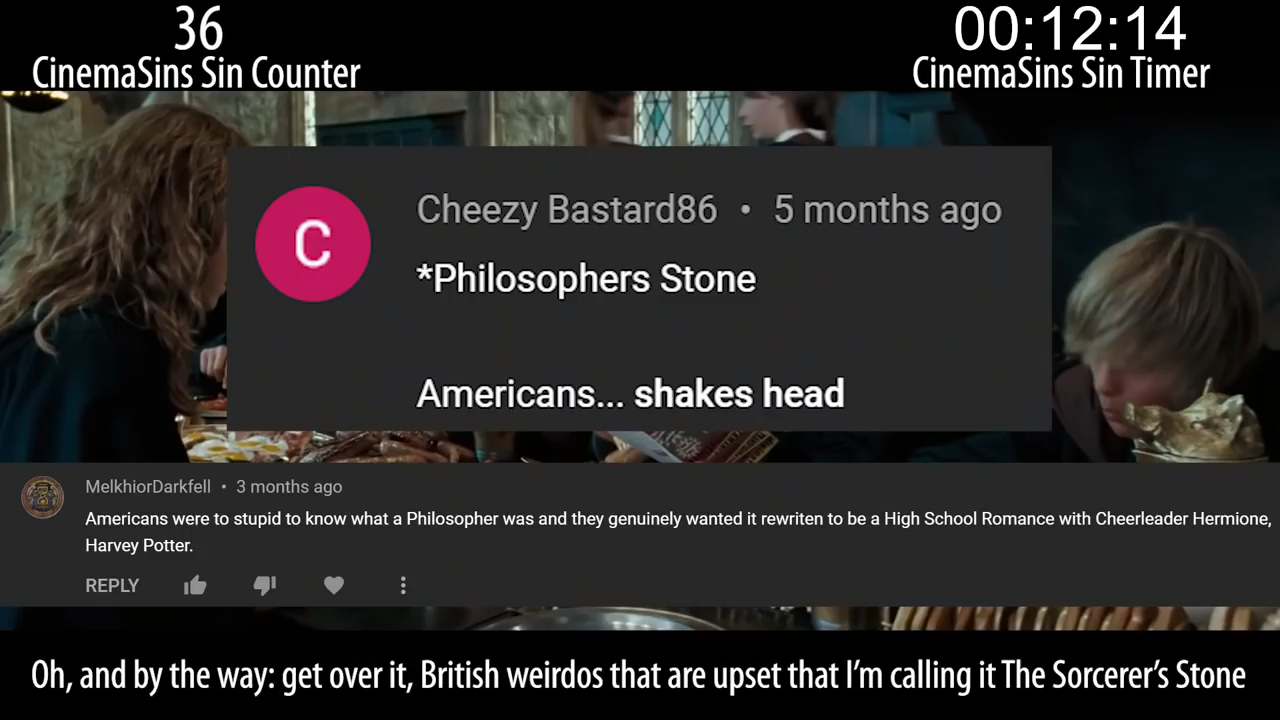 36
CinemaSins Sin Counter
00:12:14
CinemaSins Sin Timer
C
Cheezy Bastard86 • 5 months ago
*Philosophers Stone
Americans... shakes head
MelkhiorDarkfell • 3 months ago
Americans were to stupid to know what a Philosopher was and they genuinely wanted it rewriten to be a High School Romance with Cheerleader Hermione,
Harvey Potter.
REPLY
Oh, and by the way: get over it, British weirdos that are upset that I'm calling it The Sorcerer's Stone